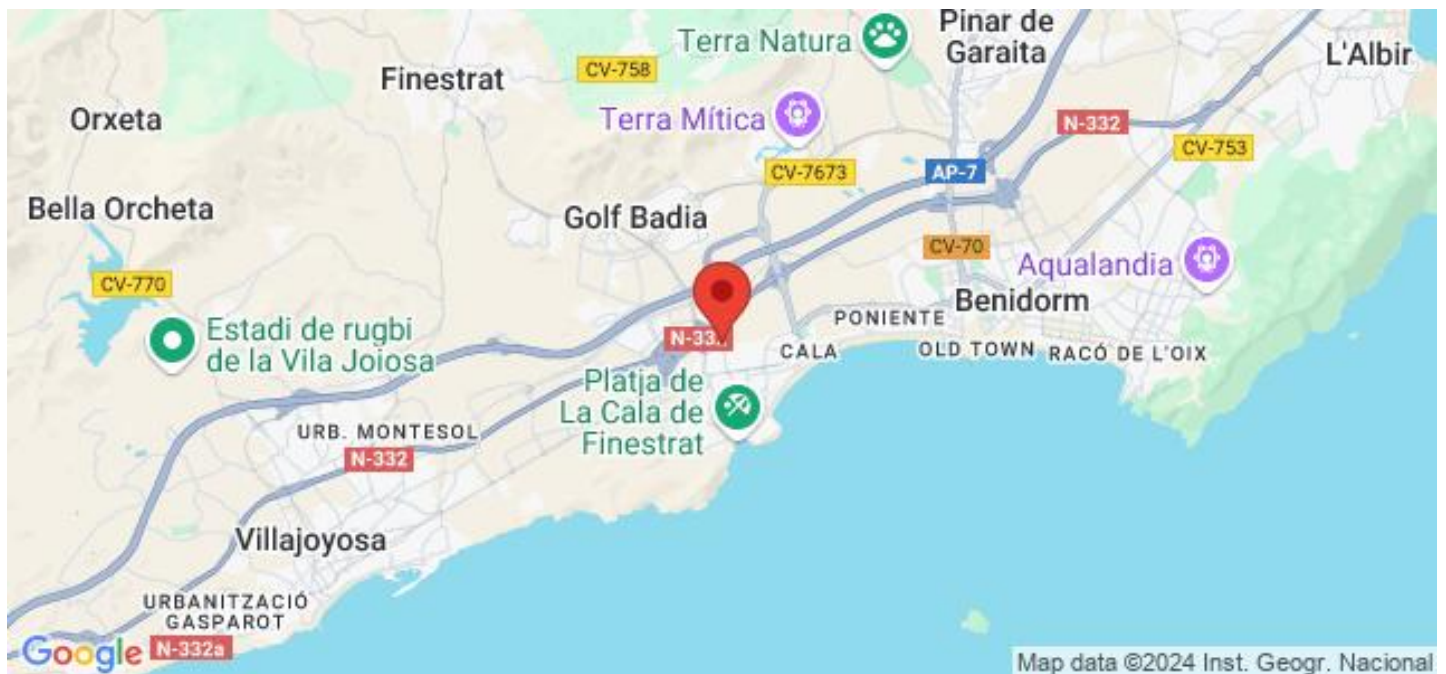 Pinar de
Garaita
Terra Natura
L'Albir
CV-758
Finestrat
Orxeta
Terra Mítica
N-332
CV-753
CV-7673
AP-7
Bella Orcheta
Golf Badia
CV-70
Aqualandia
CV-770
Benidorm
PONIENTE
Estadi de rugbi
de la Vila Joiosa
CALA
OLD TOWN
RACÓ DE L'OIX
Platja de
La Cala de
Finestrat
URB. MONTESOL
N-332
Villajoyosa
URBANITZACIÓ
GASPAROT
Google
N-332a
Map data ©2024 Inst. Geogr. Nacional